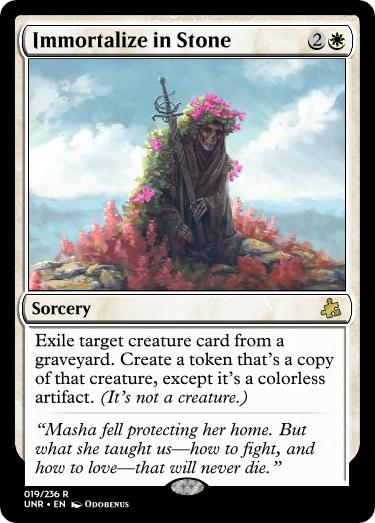 Immortalize in Stone 2
Sorcery
Exile target creature card from a
graveyard. Create a token that's a copy
of that creature, except it's a colorless
artifact. (It's not a creature.)
“Masha fell protecting her home. But
what she taught us—how to fight, and
how to love—that will never die.”
019/236 R
UNR • EN Odobenus